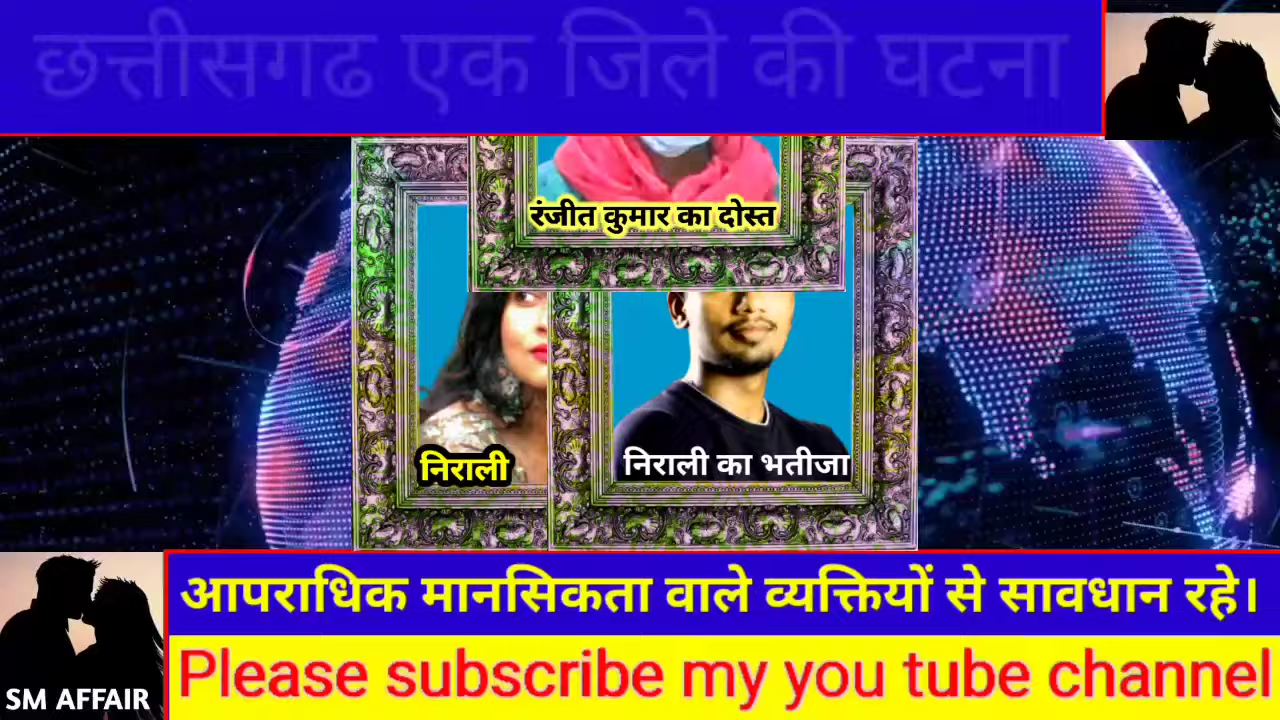 छत्तीसगढ एक जिले की घटना
रंजीत कुमार का दोस्त
निराली
निराली का भतीजा
आपराधिक मानसिकता वाले व्यक्तियों से सावधान रहे।
SM AFFAIR
Please subscribe my you tube channel